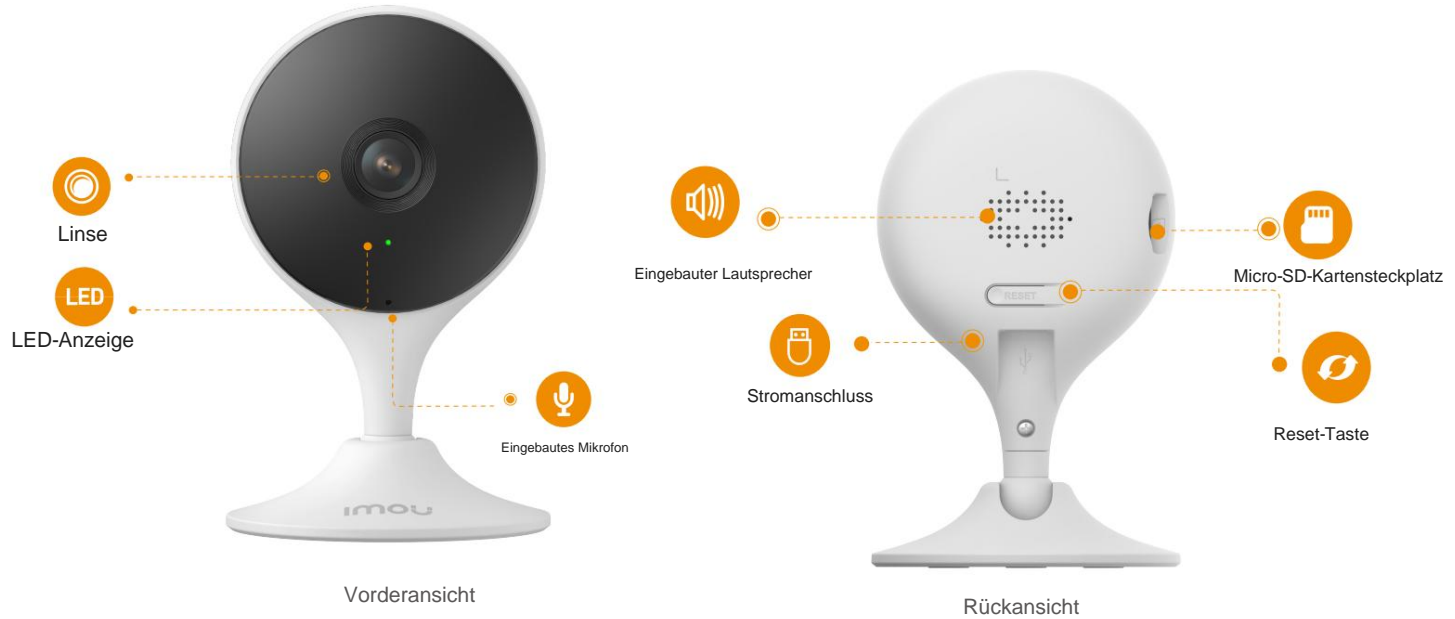 Linse
LED
LED-Anzeige
Eingebautes Mikrofon
imou
Vorderansicht
Eingebauter Lautsprecher
Micro-SD-Kartensteckplatz
RESET
Stromanschluss
Reset-Taste
Rückansicht